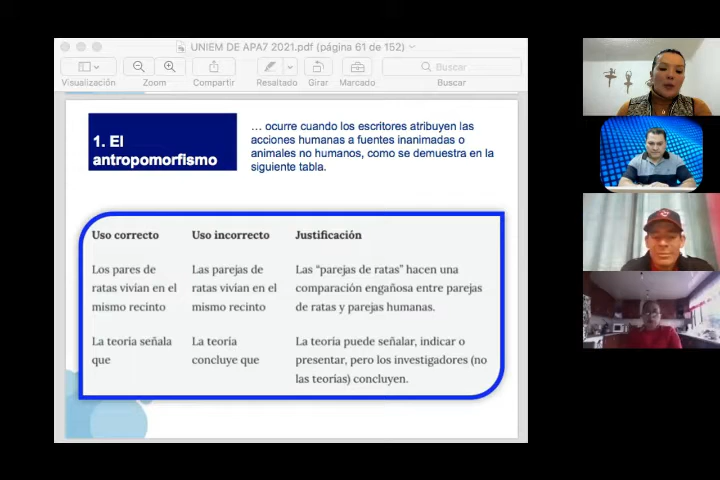 UNIEM DE APA7 2021.pdf (página 61 de 152)
Visualización Zoom Compartir Resaltado Girar Marcado Buscar
Buscar
1. El
antropomorfismo
… ocurre cuando los escritores atribuyen las
acciones humanas a fuentes inanimadas o
animales no humanos, como se demuestra en la
siguiente tabla.
Uso correcto Uso incorrecto Justificación
Los pares de
ratas vivían en el
mismo recinto
Las parejas de
ratas vivían en el
mismo recinto
Las “parejas de ratas” hacen una
comparación engañosa entre parejas
de ratas y parejas humanas.
La teoría señala
que
La teoría
concluye que
La teoría puede señalar, indicar o
presentar, pero los investigadores (no
las teorías) concluyen.